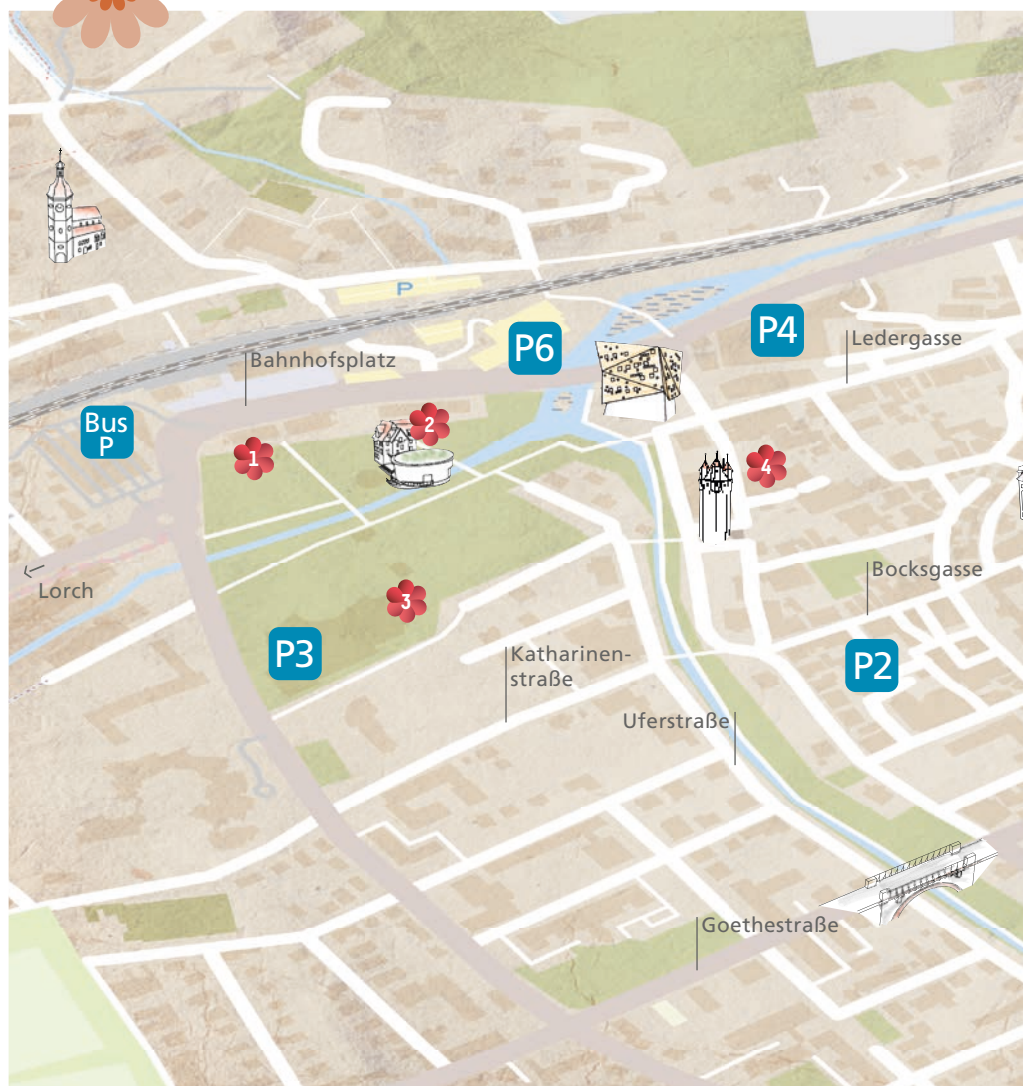 P
P6
P4
Ledergasse
Bahnhofsplatz
Bus
P
2
1
4
Lorch
Bocksgasse
3
P3
Katharinen-
straße
P2
Uferstraße
Goethestraße